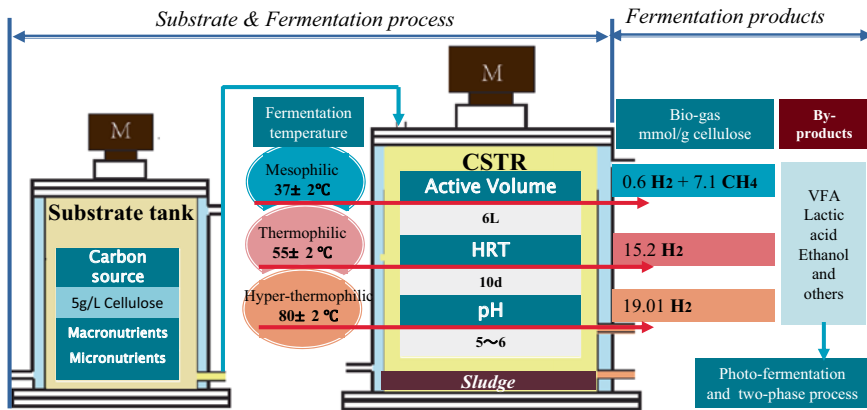 Substrate & Fermentation process
Fermentation products
M
M
Fermentation
temperature
Mesophilic
37± 2℃
Thermophilic
55± 2 ℃
Hyper-thermophilic
80± 2 ℃
Substrate tank
Carbon
source
5g/L Cellulose
Macronutrients
Micronutrients
CSTR
Active Volume
6L
HRT
10d
pH
5～6
Sludge
Bio-gas
mmol/g cellulose
0.6 H2 + 7.1 CH4
15.2 H2
19.01 H2
By-
products
VFA
Lactic
acid
Ethanol
and
others
Photo-fermentation
and two-phase process